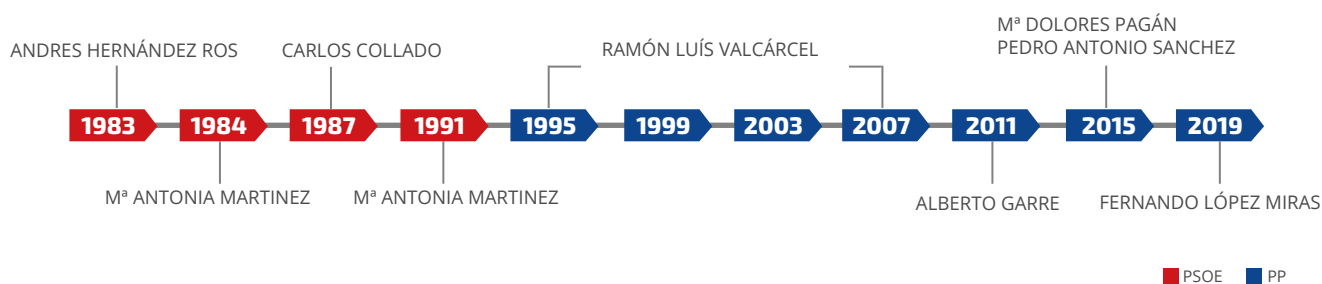 Mª DOLORES PAGÁN
PEDRO ANTONIO SANCHEZ
ANDRES HERNÁNDEZ ROS
CARLOS COLLADO
RAMÓN LUÍS VALCÁRCEL
1983
1984
1987
1991
1995
1999
2003
2007
2011
2015
2019
Mª ANTONIA MARTINEZ
Mª ANTONIA MARTINEZ
ALBERTO GARRE
FERNANDO LÓPEZ MIRAS
PSOE
PP